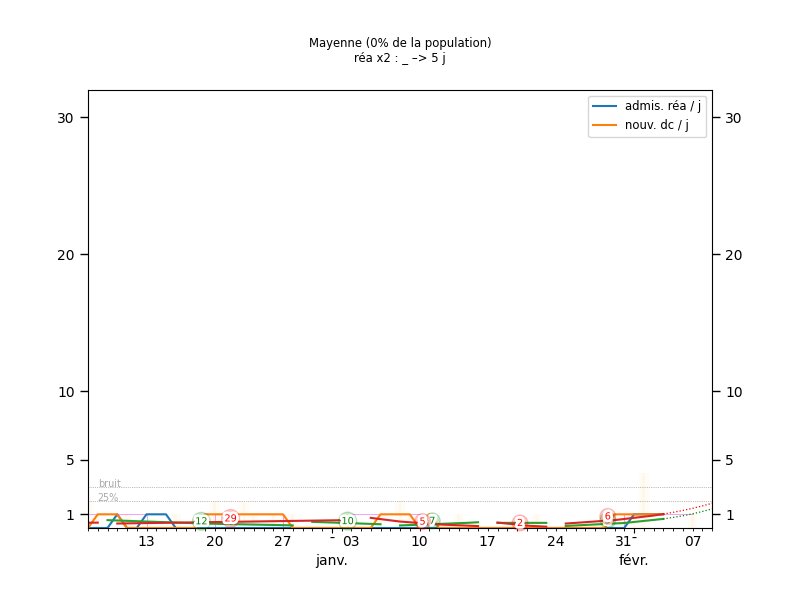 Mayenne (0% de la population)
réa x2 : _ –> 5 j
admis. réa / j
nouv. dc / j
30 30
20 20
10 10
5 5
bruit
25%
1 1
12 29 10 5 7 2 6
13 20 27 - 03 10 17 24 31 - 07
janv. févr.